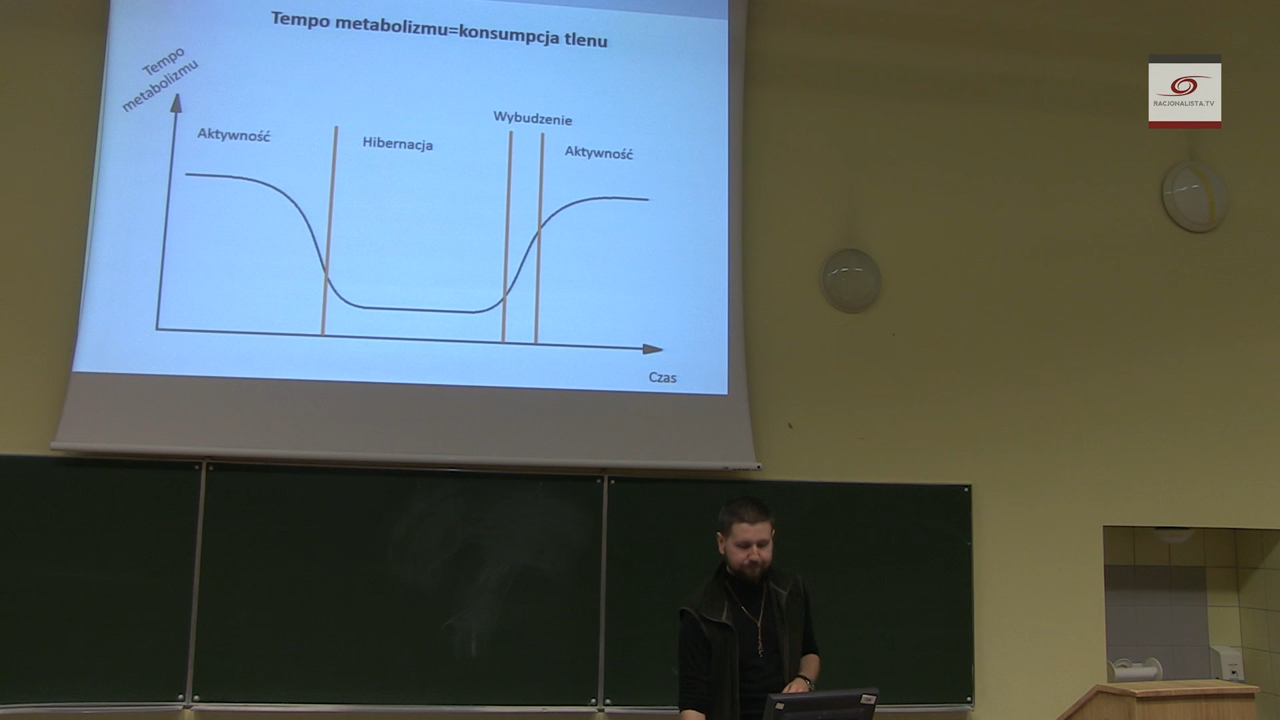 Tempo metabolizmu=konsumpcja tlenu
Tempo
metabolizmu
Aktywność
Hibernacja
Wybudzenie
Aktywność
Czas
RACJONALISTA.TV